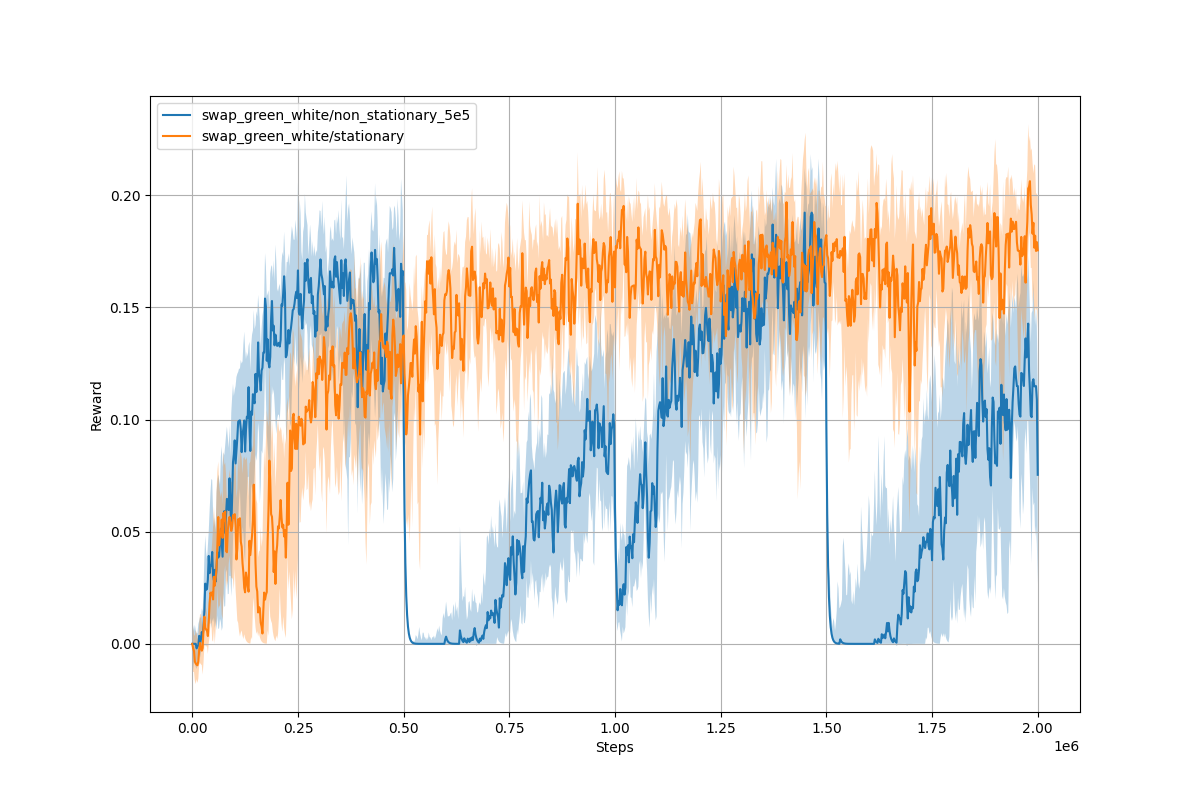 swap_green_white/non_stationary_5e5
swap_green_white/stationary
0.20
0.15
0.10
0.05
0.00
Reward
0.00 0.25 0.50 0.75 1.00 1.25 1.50 1.75 2.00
Steps
1e6